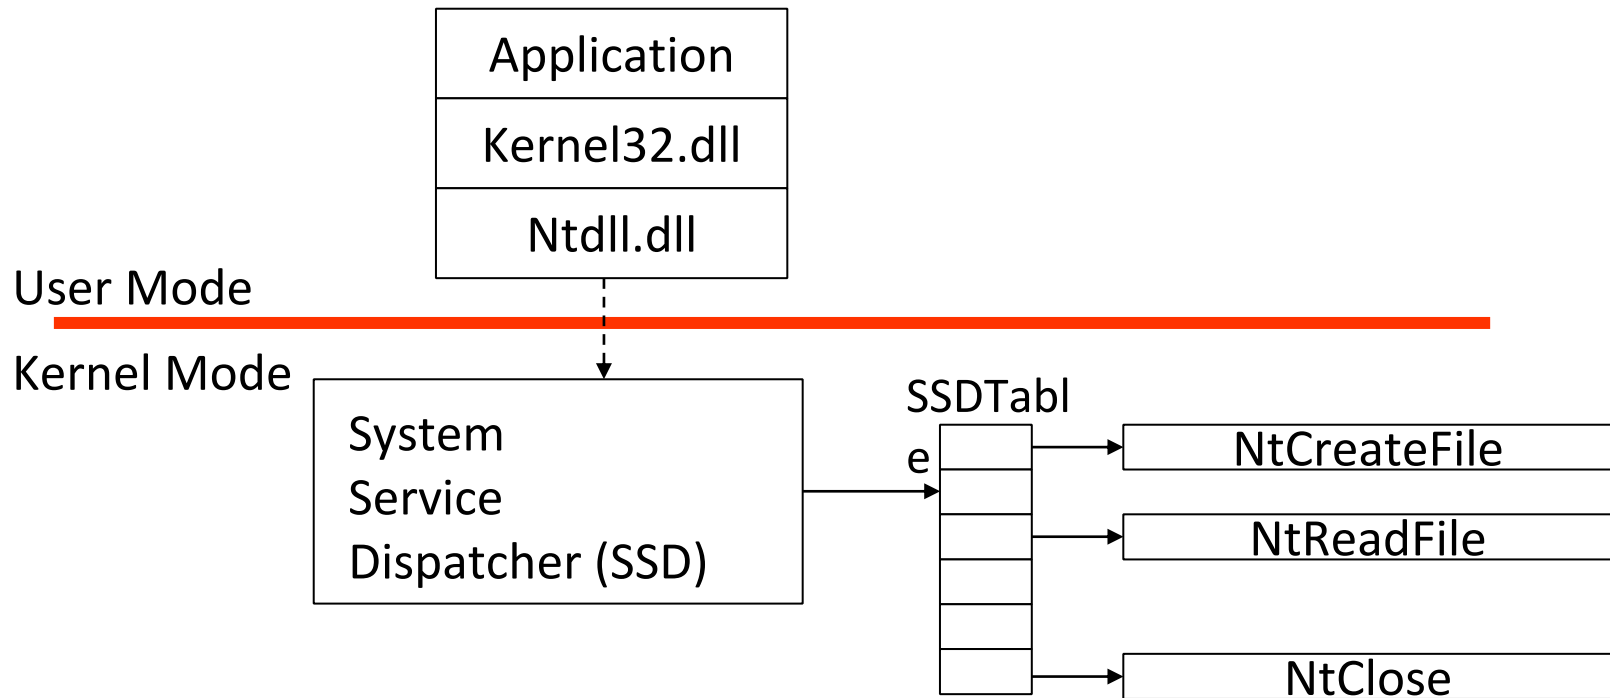 Application
Kernel32.dll
Ntdll.dll
User Mode
Kernel Mode
System
Service
Dispatcher (SSD)
SSDTabl
e
NtCreateFile
NtReadFile
NtClose